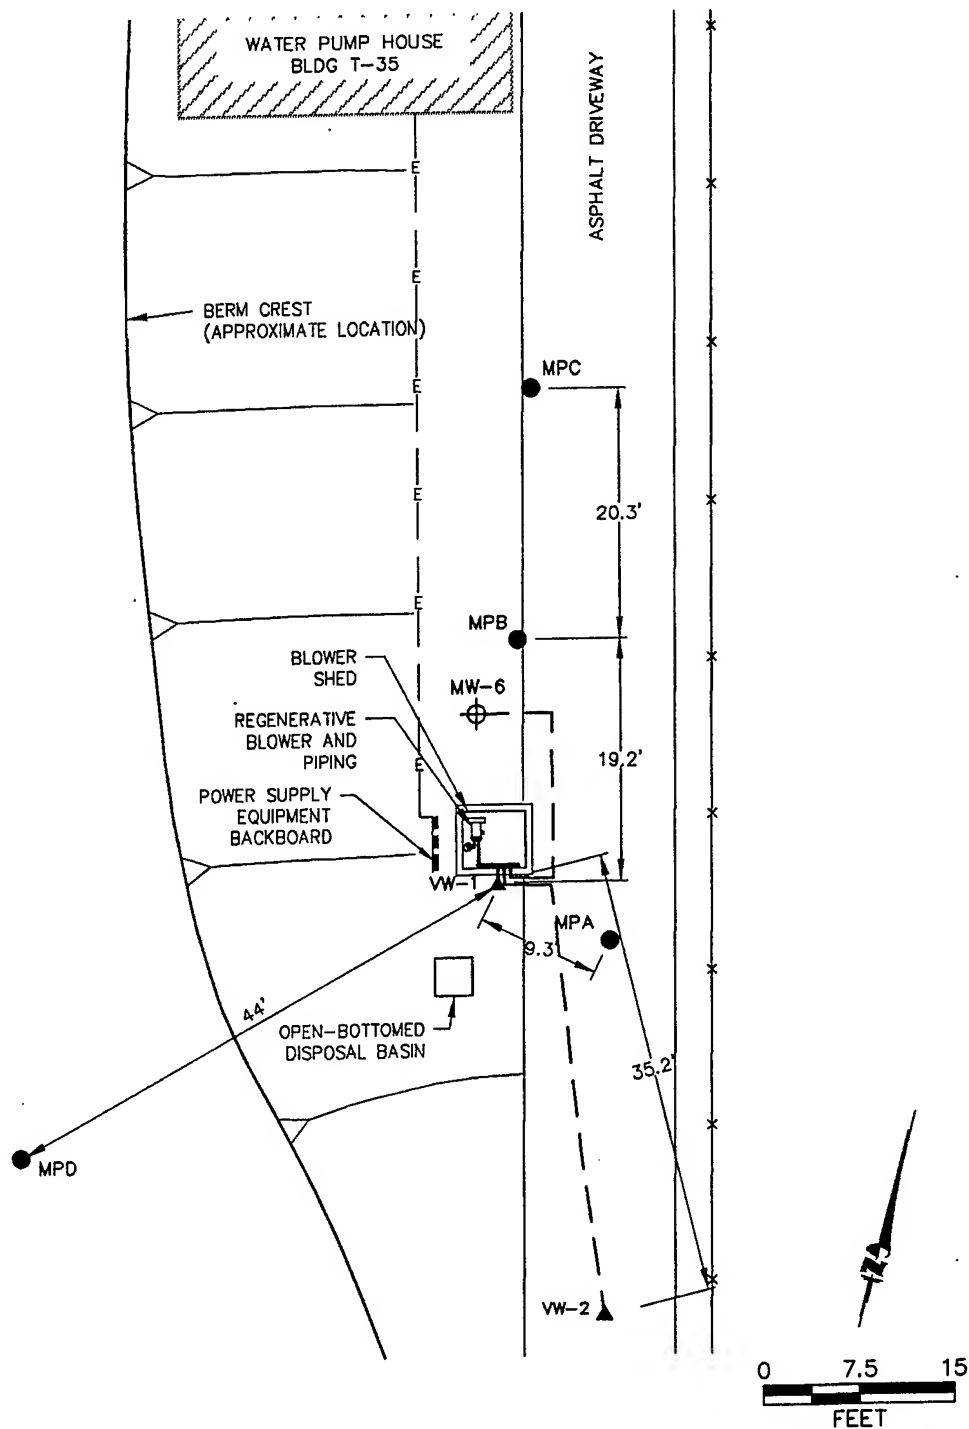 WATER PUMP HOUSE
BLDG T-35
ASPHALT DRIVEWAY
E
E
BERM CREST
(APPROXIMATE LOCATION)
MPC
E
E
20.3'
E
MPB
BLOWER
SHED
MW-6
REGENERATIVE
BLOWER AND
PIPING
E
19.2'
POWER SUPPLY
EQUIPMENT
BACKBOARD
VW-1
MPA
9.3'
44'
OPEN-BOTTOMED
DISPOSAL BASIN
35.2'
MPD
N
VW-2
0 7.5 15
FEET